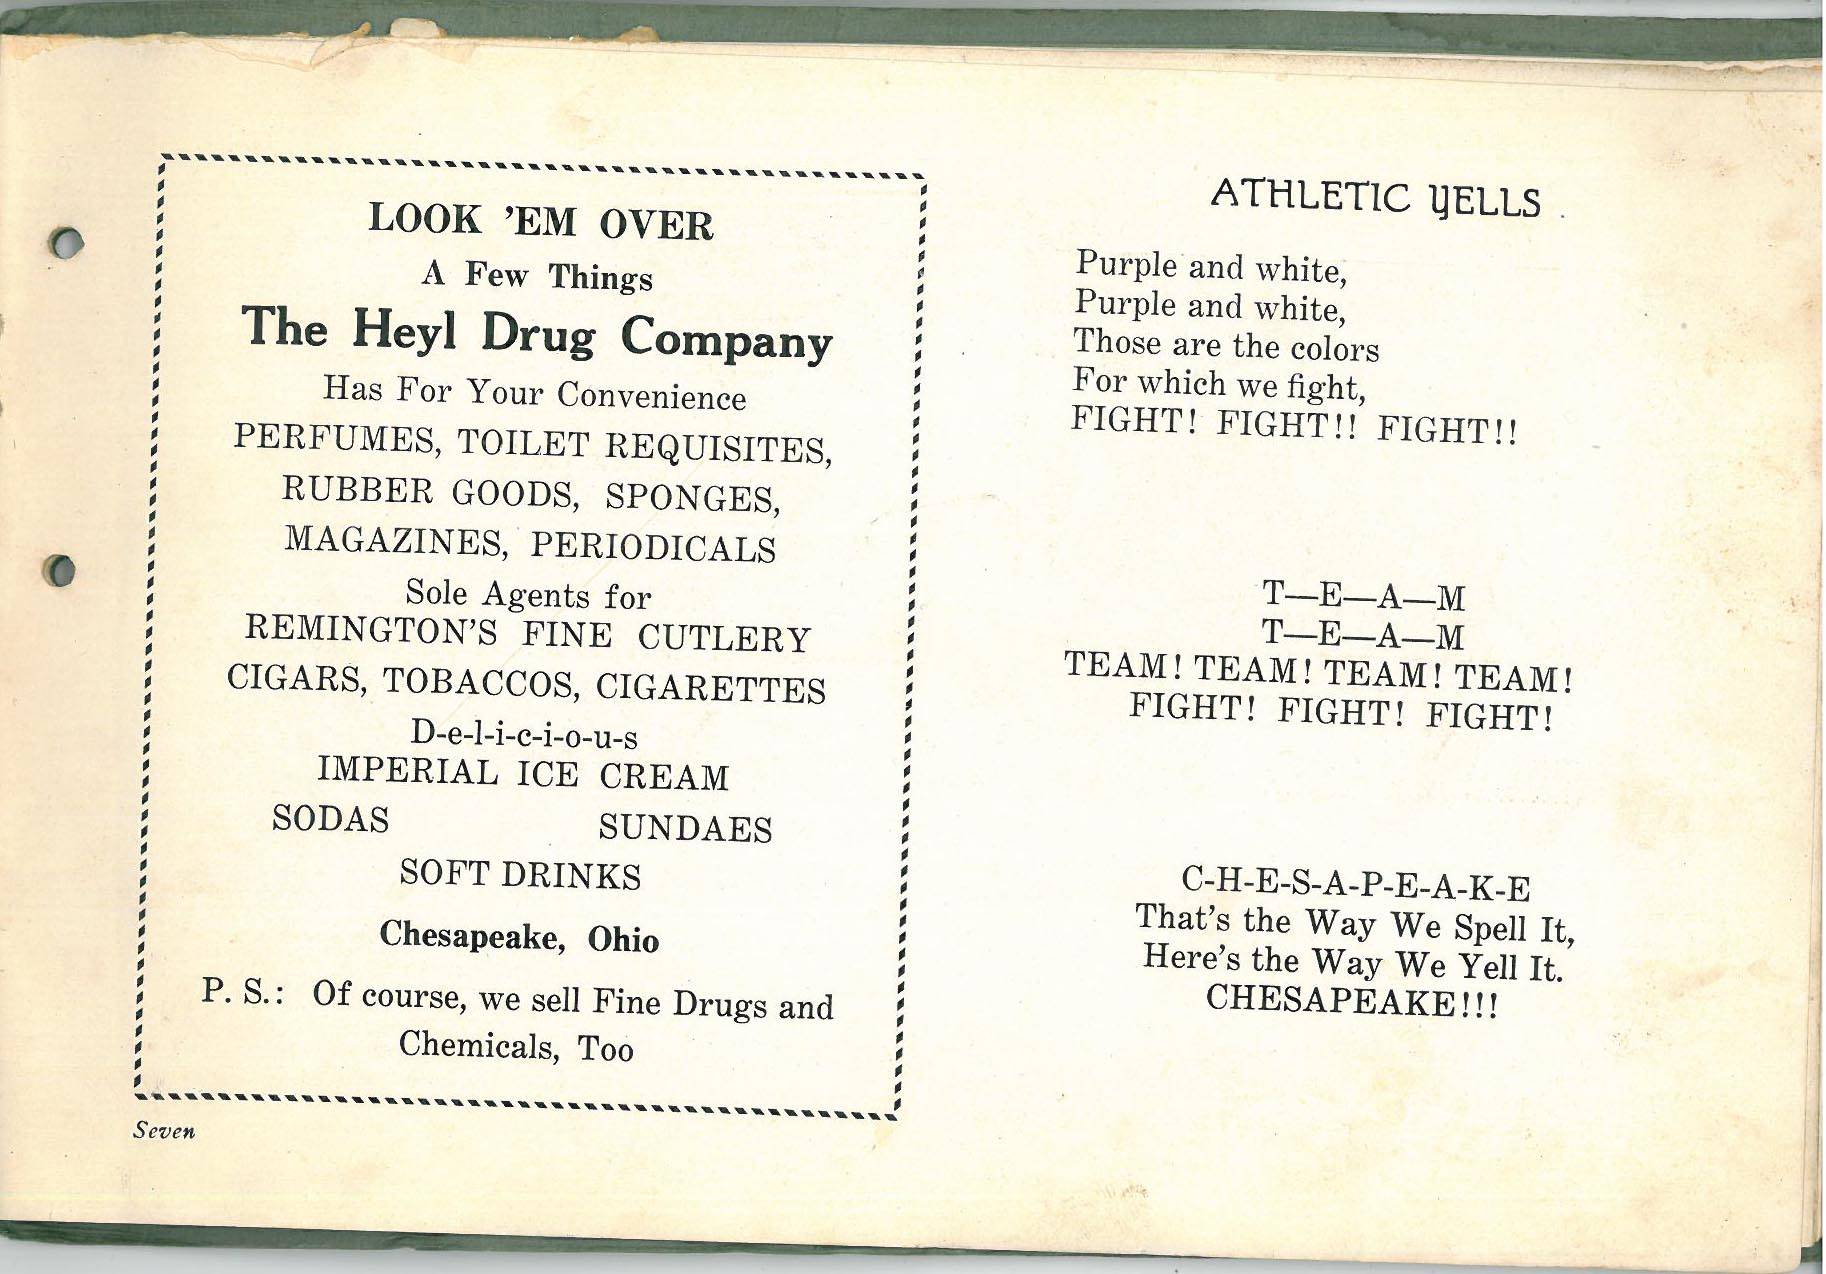 LOOK ’EM OVER
A Few Things
The Heyl Drug Company
Has For Your Convenience
PERFUMES, TOILET REQUISITES,
RUBBER GOODS, SPONGES,
MAGAZINES, PERIODICALS
Sole Agents for
REMINGTON’S FINE CUTLERY
CIGARS, TOBACCOS, CIGARETTES
D-e-l-i-c-i-o-u-s
IMPERIAL ICE CREAM
SODAS SUNDAES
SOFT DRINKS
Chesapeake, Ohio
P. S.: Of course, we sell Fine Drugs and
Chemicals, Too
Seven
ATHLETIC YELLS
Purple and white,
Purple and white,
Those are the colors
For which we fight,
FIGHT! FIGHT!! FIGHT!!
T—E—A—M
T—E—A—M
TEAM! TEAM! TEAM! TEAM!
FIGHT! FIGHT! FIGHT!
C-H-E-S-A-P-E-A-K-E
That’s the Way We Spell It,
Here’s the Way We Yell It.
CHESAPEAKE!!!